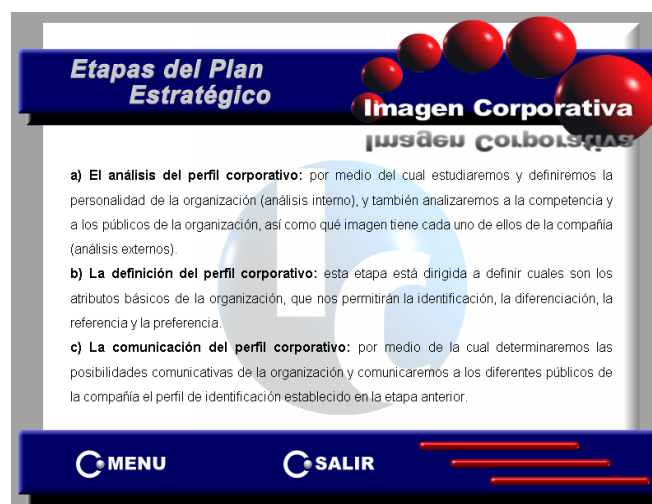 Etapas del Plan
Estratégico
Imagen Corporativa
Imagen Corporativa
a) El análisis del perfil corporativo: por medio del cual estudiaremos y definiremos la
personalidad de la organización (análisis interno), y también analizaremos a la competencia y
a los públicos de la organización, así como qué imagen tiene cada uno de ellos de la compañía
(análisis externos).
b) La definición del perfil corporativo: esta etapa está dirigida a definir cuales son los
atributos básicos de la organización, que nos permitirán la identificación, la diferenciación, la
referencia y la preferencia.
c) La comunicación del perfil corporativo: por medio de la cual determinaremos las
posibilidades comunicativas de la organización y comunicaremos a los diferentes públicos de
la compañía el perfil de identificación establecido en la etapa anterior.
IC
MENU
SALIR